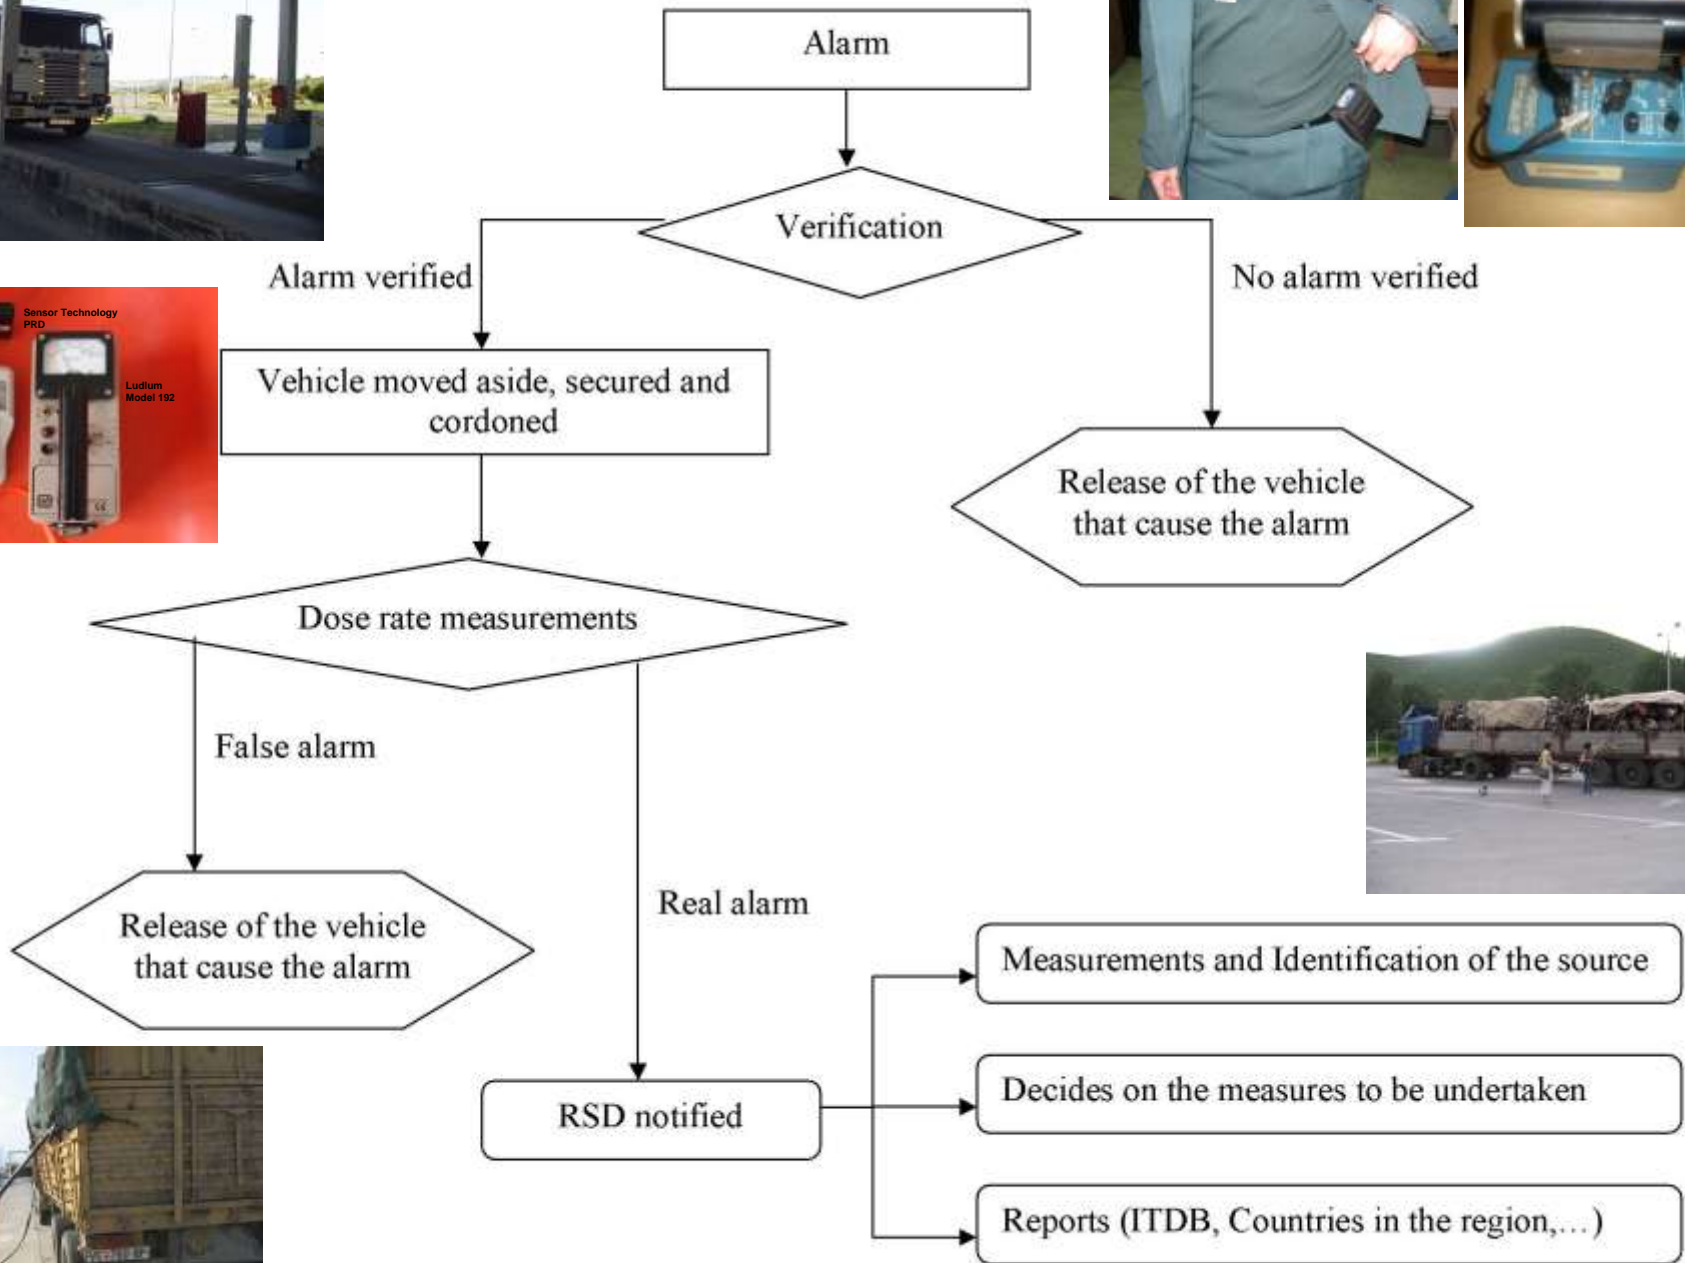 Alarm
Verification
Alarm verified
No alarm verified
Sensor Technology
PRD
Ludlum
Model 192
Vehicle moved aside, secured and
cordoned
Release of the vehicle
that cause the alarm
Dose rate measurements
False alarm
Real alarm
Release of the vehicle
that cause the alarm
Measurements and Identification of the source
Decides on the measures to be undertaken
RSD notified
Reports (ITDB, Countries in the region,...)